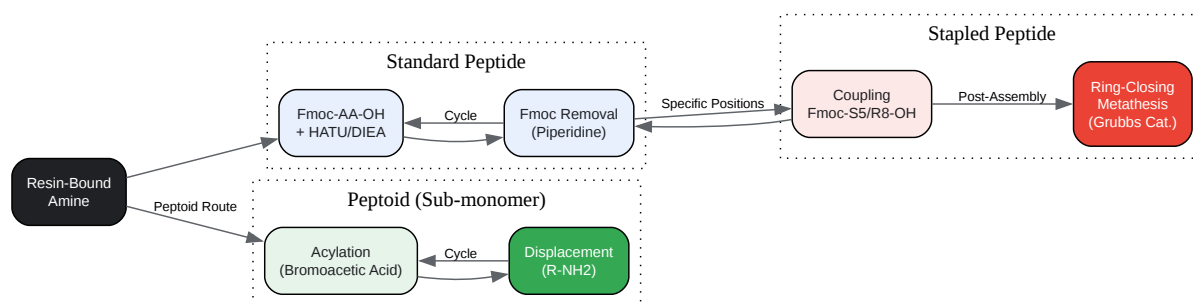 Stapled Peptide
Standard Peptide
Fmoc-AA-OH
+ HATU/DIEA
Cycle
Fmoc Removal
(Piperidine)
Specific Positions
Coupling
Fmoc-S5/R8-OH
Post-Assembly
Ring-Closing
Metathesis
(Grubbs Cat.)
Resin-Bound
Amine
Peptoid Route
Peptoid (Sub-monomer)
Acylation
(Bromoacetic Acid)
Cycle
Displacement
(R-NH2)